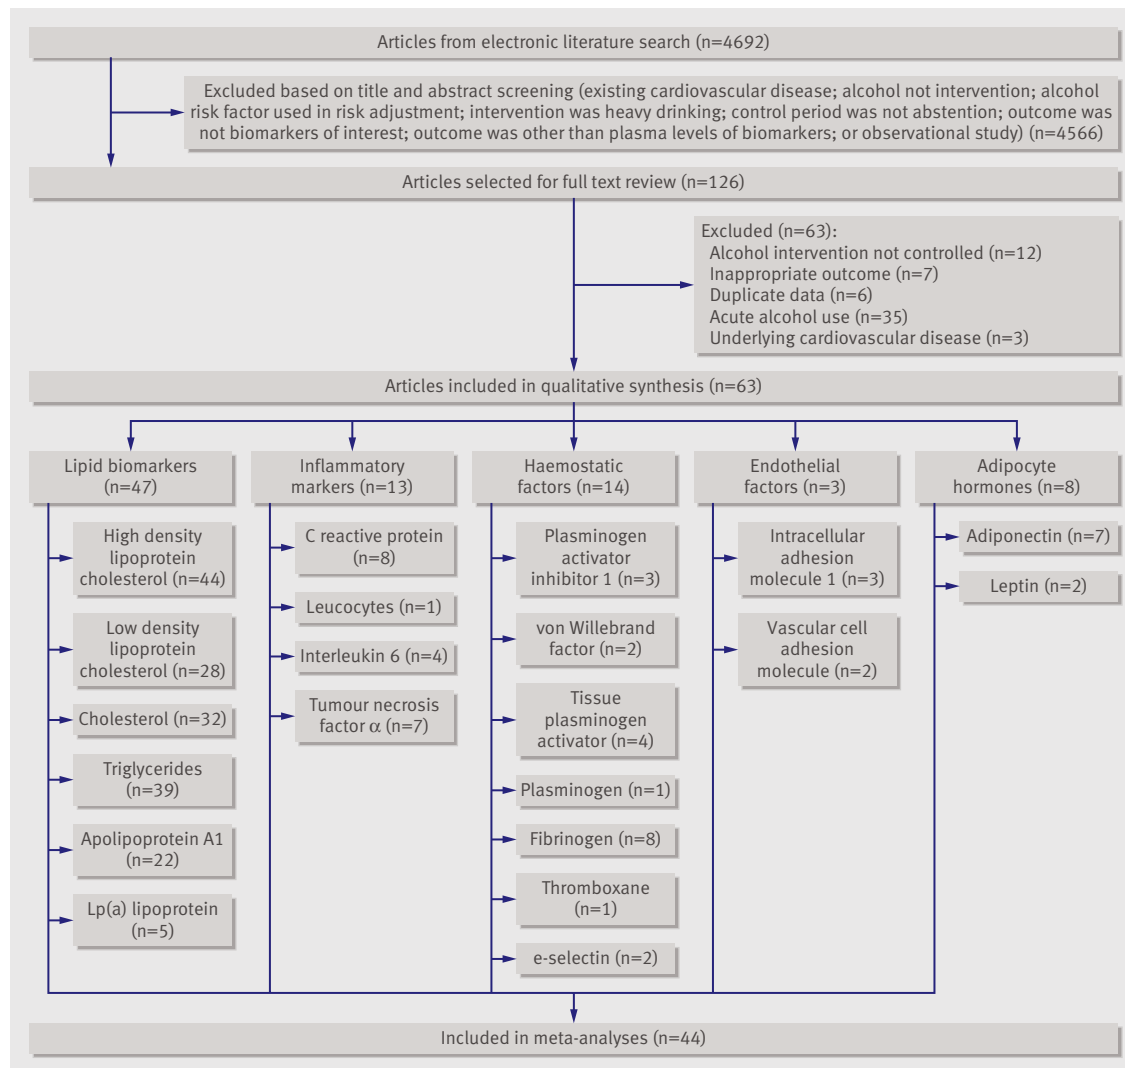 Articles from electronic literature search (n=4692)
Excluded based on title and abstract screening (existing cardiovascular disease; alcohol not intervention; alcohol
risk factor used in risk adjustment; intervention was heavy drinking; control period was not abstention; outcome was
not biomarkers of interest; outcome was other than plasma levels of biomarkers; or observational study) (n=4566)
Articles selected for full text review (n=126)
Excluded (n=63):
Alcohol intervention not controlled (n=12)
Inappropriate outcome (n=7)
Duplicate data (n=6)
Acute alcohol use (n=35)
Underlying cardiovascular disease (n=3)
Articles included in qualitative synthesis (n=63)
Lipid biomarkers
(n=47)
High density
lipoprotein
cholesterol (n=44)
Low density
lipoprotein
cholesterol (n=28)
Cholesterol (n=32)
Triglycerides
(n=39)
Apolipoprotein A1
(n=22)
Lp(a) lipoprotein
(n=5)
Inflammatory
markers (n=13)
C reactive protein
(n=8)
Leucocytes (n=1)
Interleukin 6 (n=4)
Tumour necrosis
factor α (n=7)
Haemostatic
factors (n=14)
Plasminogen
activator
inhibitor 1 (n=3)
von Willebrand
factor (n=2)
Tissue
plasminogen
activator (n=4)
Plasminogen (n=1)
Fibrinogen (n=8)
Thromboxane
(n=1)
e-selectin (n=2)
Endothelial
factors (n=3)
Intracellular
adhesion
molecule 1 (n=3)
Vascular cell
adhesion
molecule (n=2)
Adipocyte
hormones (n=8)
Adiponectin (n=7)
Leptin (n=2)
Included in meta-analyses (n=44)